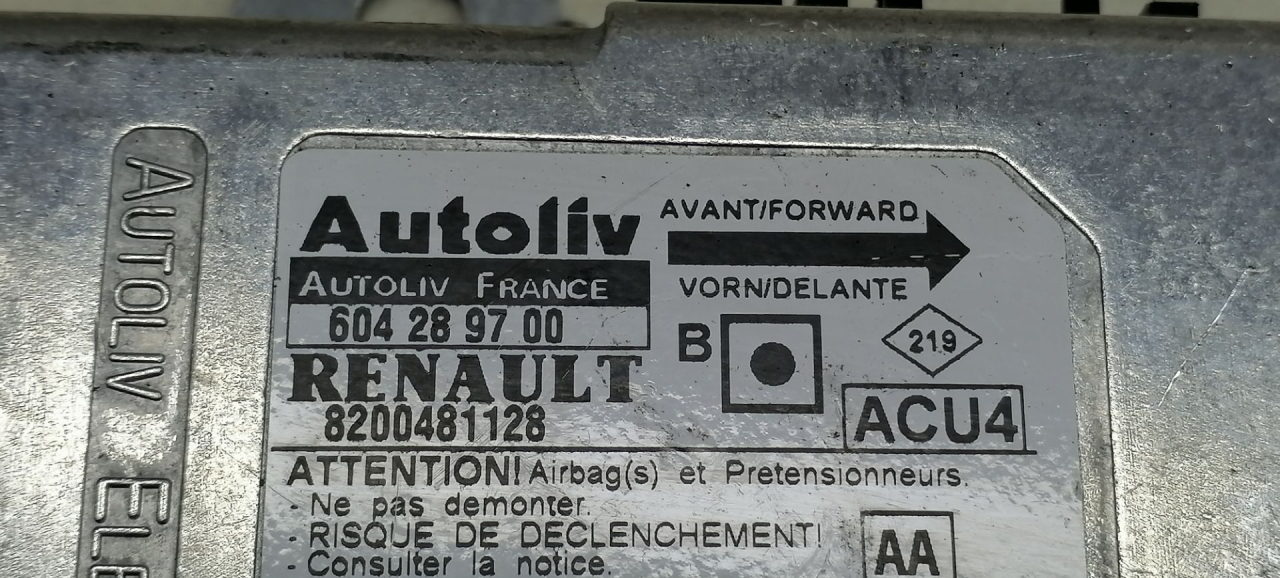 AUTOLIV
Autoliv
AUTOLIV FRANCE
604 28 97 00
RENAULT
8200481128
AVANT/FORWARD
VORN/DELANTE
B
219
ACU4
ATTENTION! Airbag(s) et Pretensionneurs.
- Ne pas demonter.
- RISQUE DE DECLENCHEMENT!
- Consulter la notice.
AA